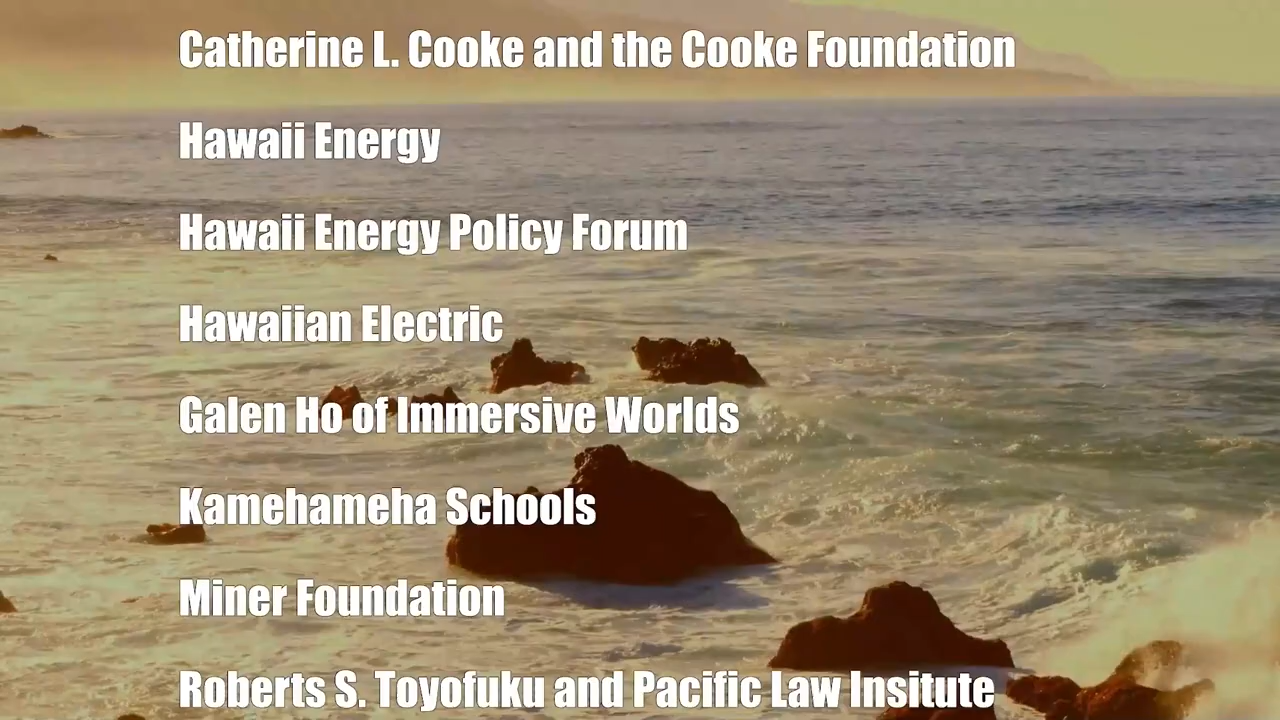 Catherine L. Cooke and the Cooke Foundation
Hawaii Energy
Hawaii Energy Policy Forum
Hawaiian Electric
Galen Ho of Immersive Worlds
Kamehameha Schools
Miner Foundation
Roberts S. Toyofuku and Pacific Law Insitute